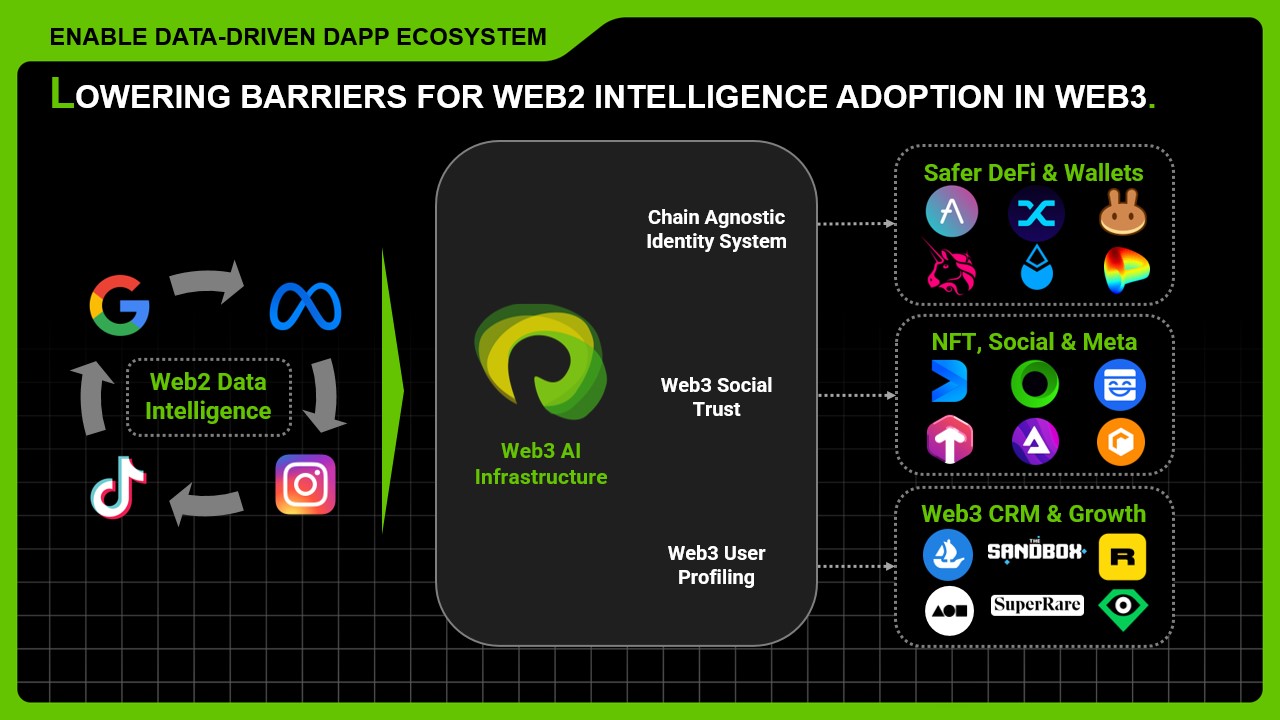 ENABLE DATA-DRIVEN DAPP ECOSYSTEM
LOWERING BARRIERS FOR WEB2 INTELLIGENCE ADOPTION IN WEB3.
Web2 Data
Intelligence
Web3 AI
Infrastructure
Chain Agnostic
Identity System
Web3 Social
Trust
Web3 User
Profiling
Safer DeFi & Wallets
NFT, Social & Meta
Web3 CRM & Growth
THE
SANDBOX
R
SuperRare